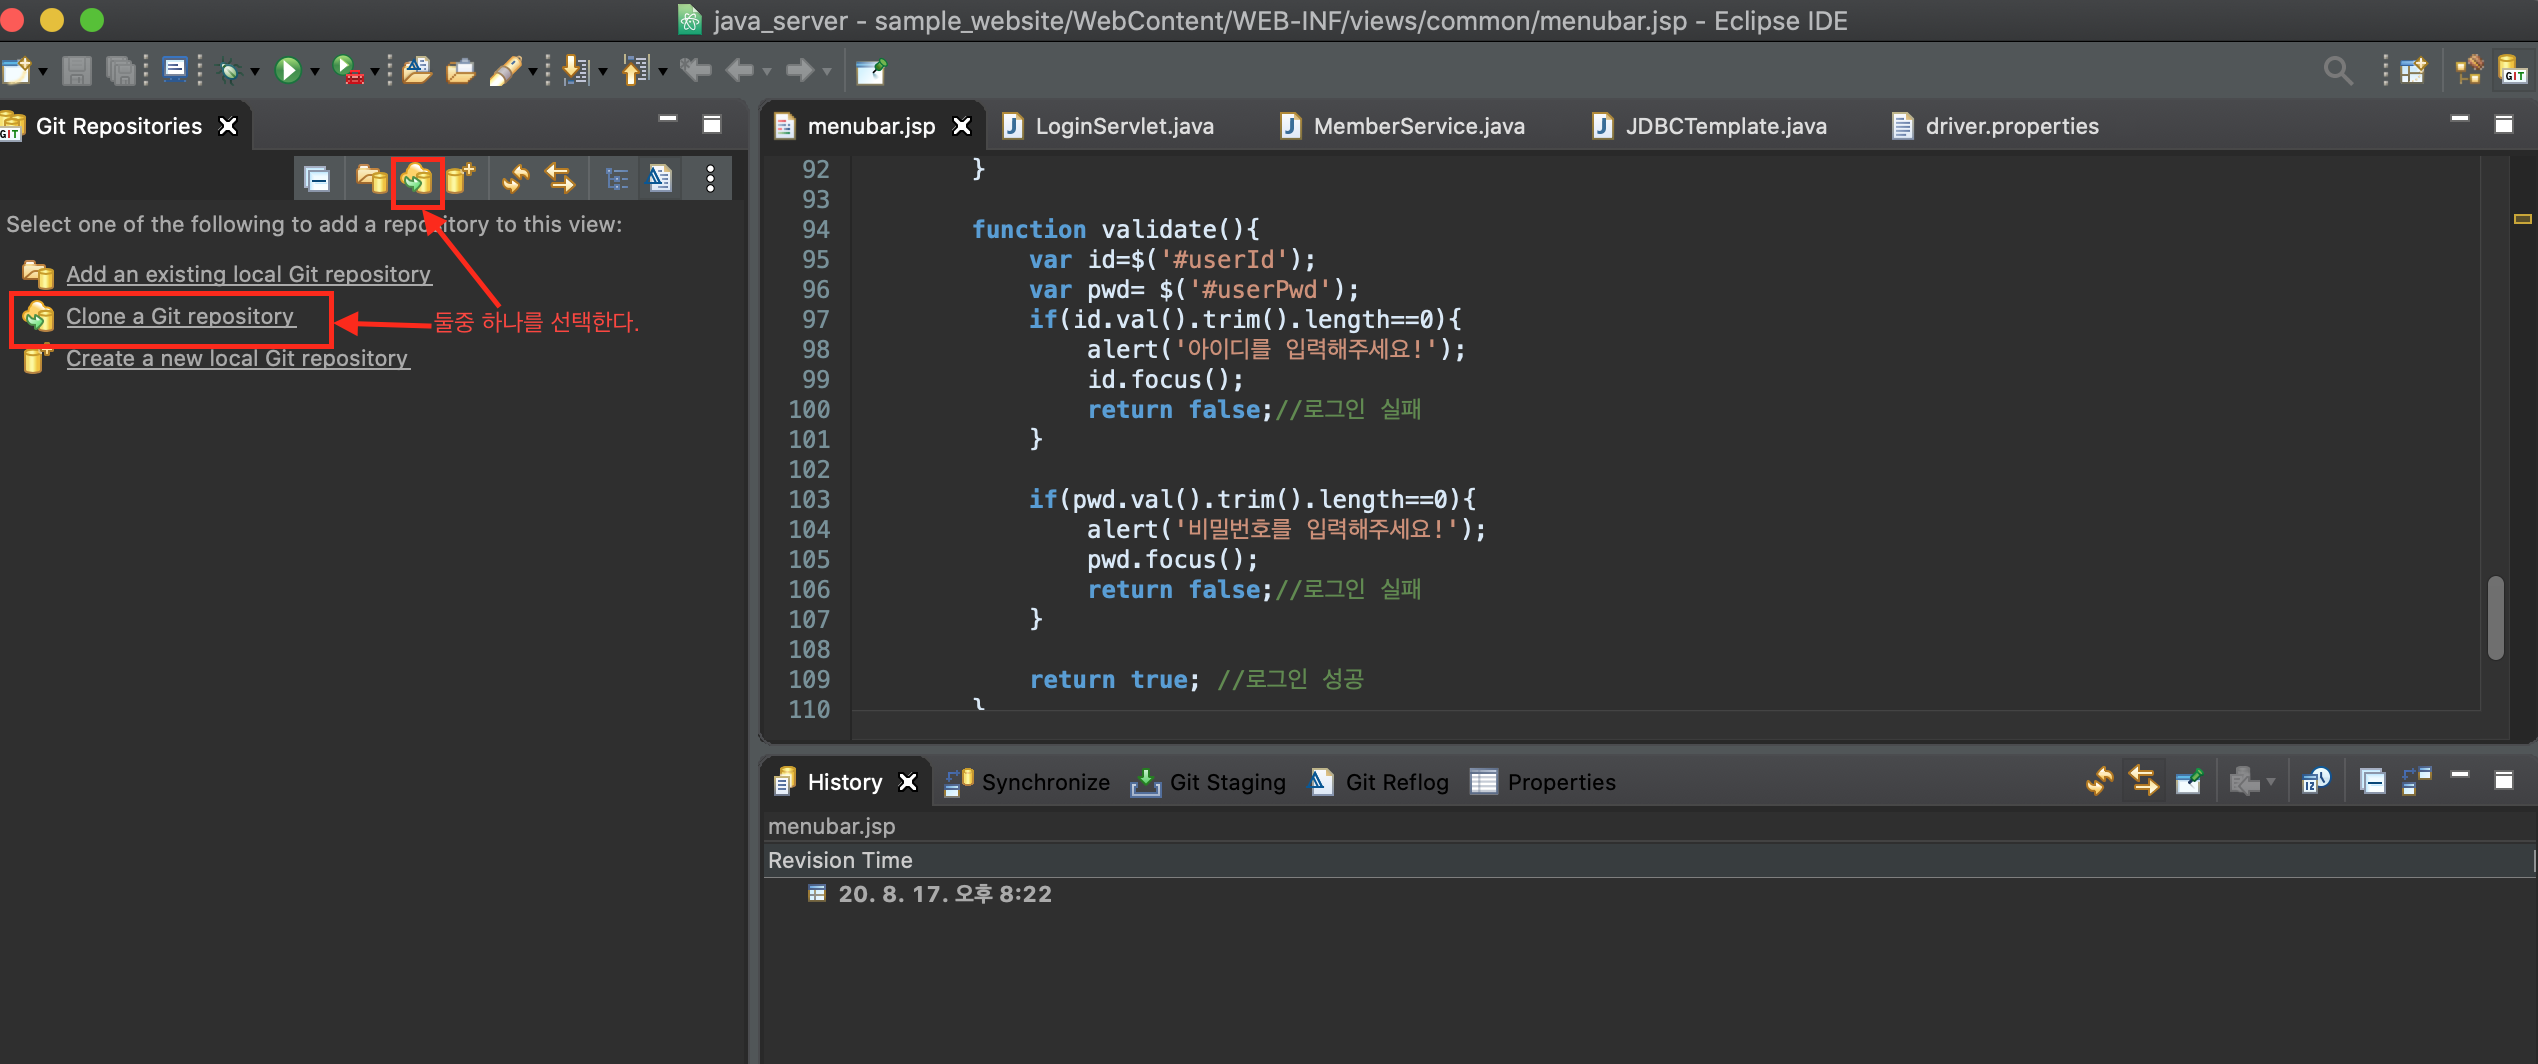 java_server - sample_website/WebContent/WEB-INF/views/common/menubar.jsp - Eclipse IDE
GIT
GIT Git Repositories
Select one of the following to add a repository to this view:
Add an existing local Git repository
Clone a Git repository
둘중 하나를 선택한다.
Create a new local Git repository
menubar.jsp
LoginServlet.java
MemberService.java
JDBCTemplate.java
driver.properties
92 }
93
94 function validate(){
95 var id=$('#userId');
96 var pwd= $('#userPwd');
97 if(id.val().trim().length==0){
98 alert('아이디를 입력해주세요!');
99 id.focus();
100 return false;//로그인 실패
101 }
102
103 if(pwd.val().trim().length==0){
104 alert('비밀번호를 입력해주세요!');
105 pwd.focus();
106 return false;//로그인 실패
107 }
108
109 return true; //로그인 성공
110 }
History
Synchronize
Git Staging
Git Reflog
Properties
menubar.jsp
Revision Time
20. 8. 17. 오후 8:22